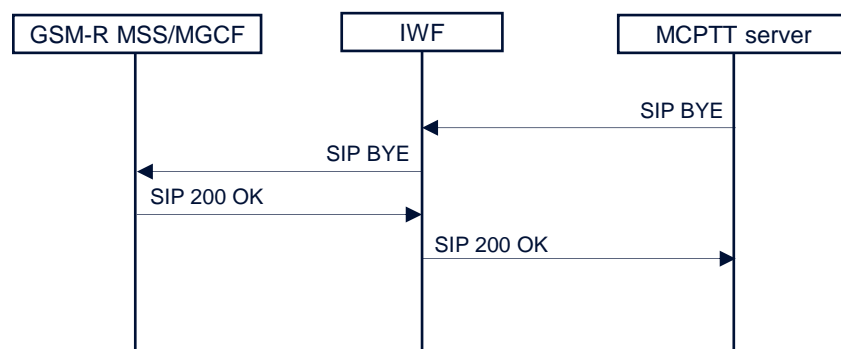 GSM-R MSS/MGCF
IWF
MCPTT server
SIP BYE
SIP BYE
SIP 200 OK
SIP 200 OK